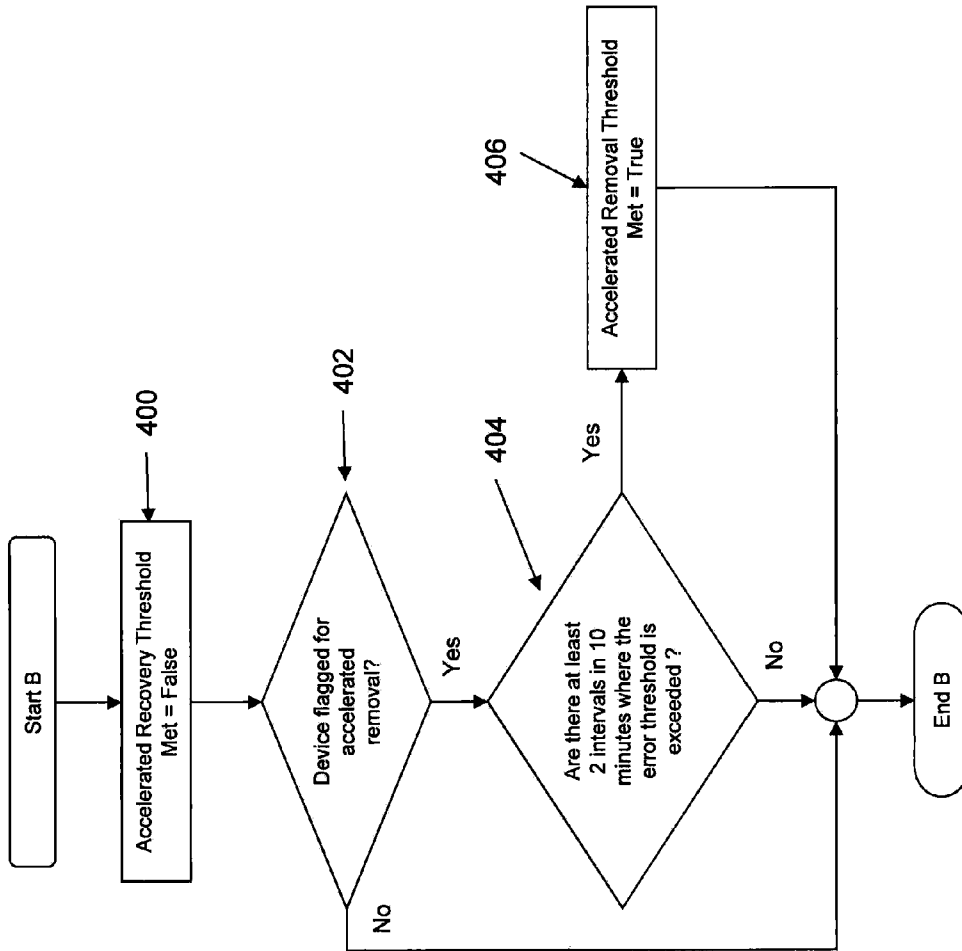 Start B
Accelerated Recovery Threshold
Met = False
400
Device flagged for
accelerated
removal?
402
No
Yes
Are there at least
2 intervals in 10
minutes where the
error threshold is
exceeded ?
404
Yes
Accelerated Removal Threshold
Met = True
406
No
End B